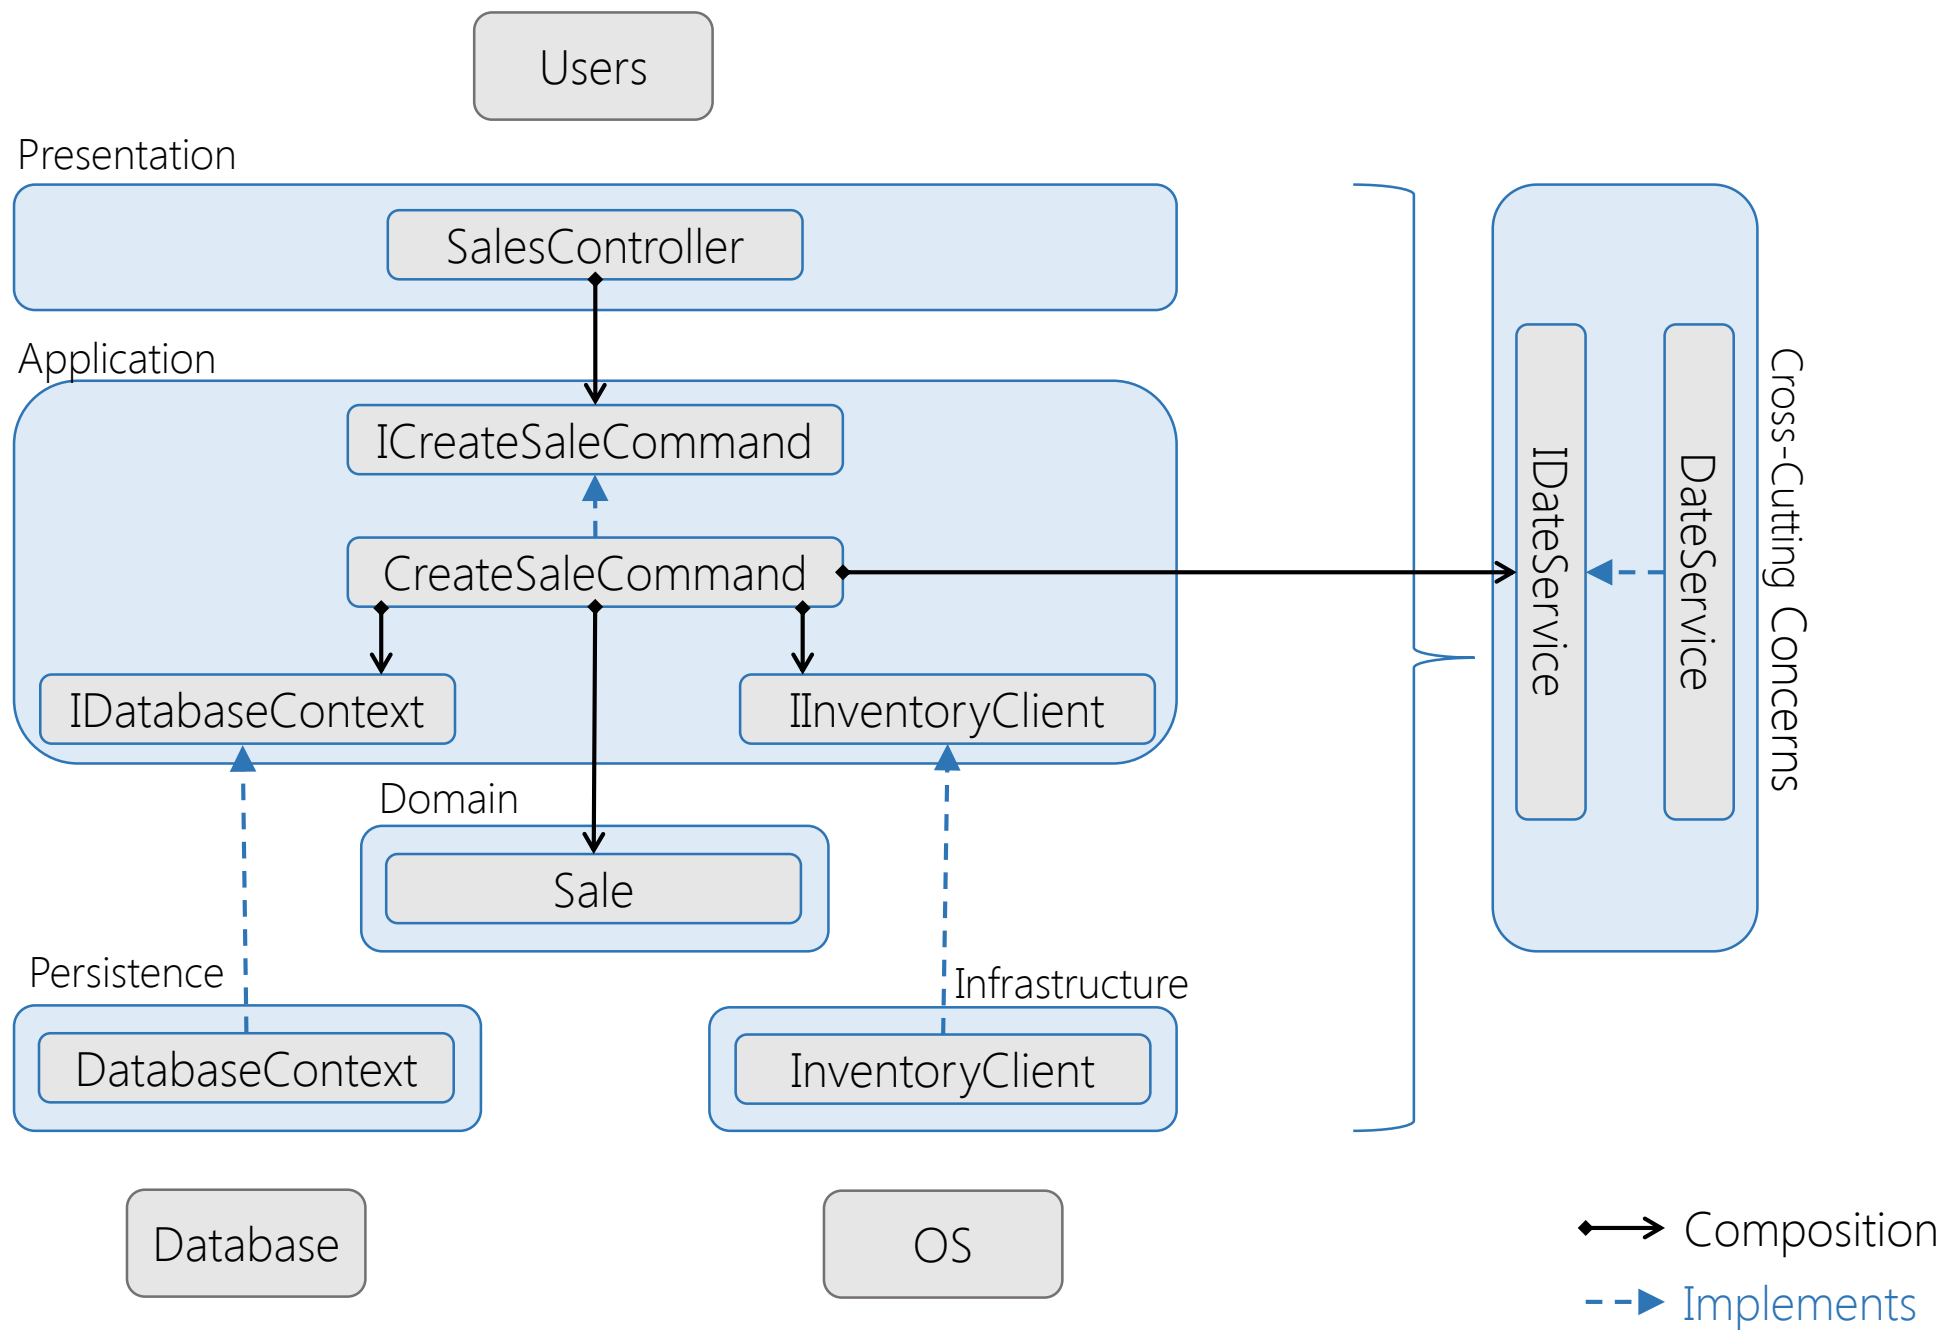 Users
Presentation
SalesController
Application
ICreateSaleCommand
CreateSaleCommand
IDatabaseContext
IInventoryClient
Domain
Sale
Persistence
Infrastructure
DatabaseContext
InventoryClient
Database
OS
IDateService
DateService
Cross-Cutting Concerns
Composition
Implements